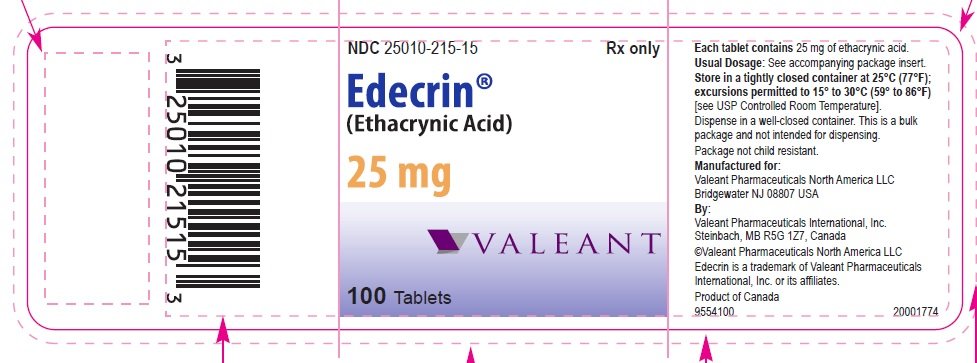 3 25010 21515 3
NDC 25010-215-15 Rx only
Edecrin®
(Ethacrynic Acid)
25 mg
VALEANT
100 Tablets
Each tablet contains 25 mg of ethacrynic acid.
Usual Dosage: See accompanying package insert.
Store in a tightly closed container at 25°C (77°F);
excursions permitted to 15° to 30°C (59° to 86°F)
[see USP Controlled Room Temperature].
Dispense in a well-closed container. This is a bulk
package and not intended for dispensing.
Package not child resistant.
Manufactured for:
Valeant Pharmaceuticals North America LLC
Bridgewater NJ 08807 USA
By:
Valeant Pharmaceuticals International, Inc.
Steinbach, MB R5G 1Z7, Canada
©Valeant Pharmaceuticals North America LLC
Edecrin is a trademark of Valeant Pharmaceuticals
International, Inc. or its affiliates.
Product of Canada
9554100 20001774